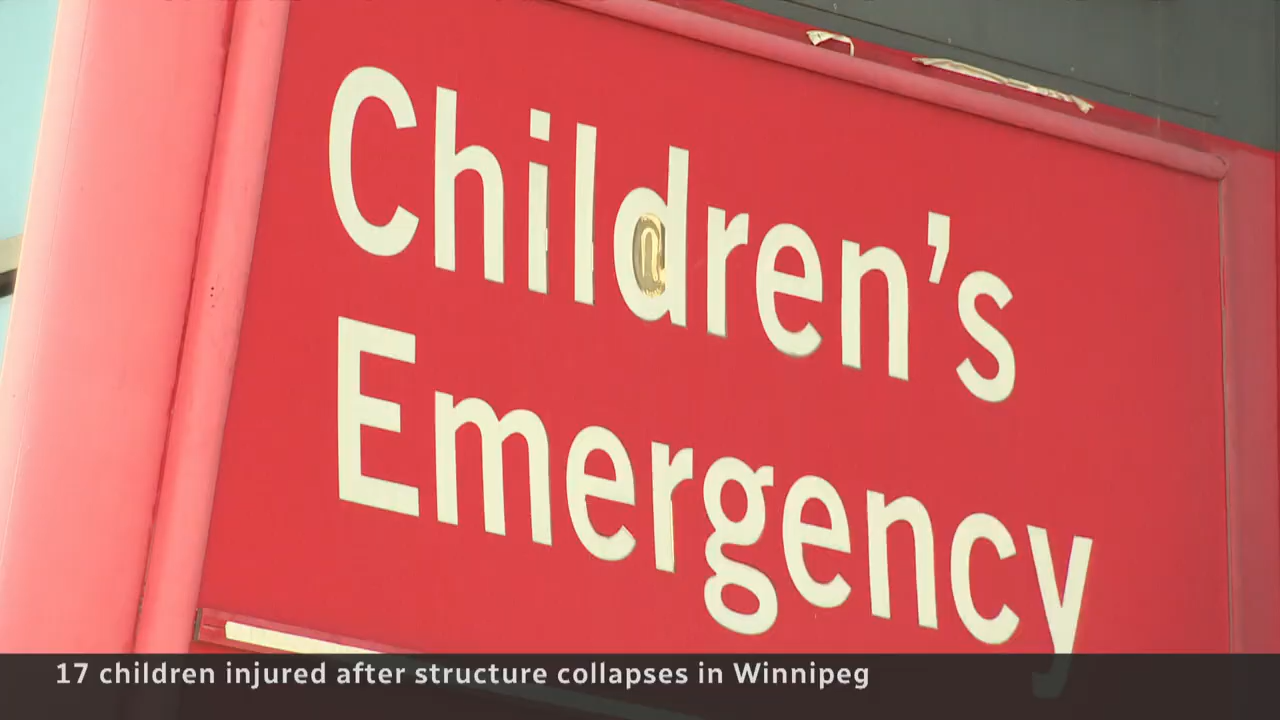 Children's
Emergency
17 children injured after structure collapses in Winnipeg